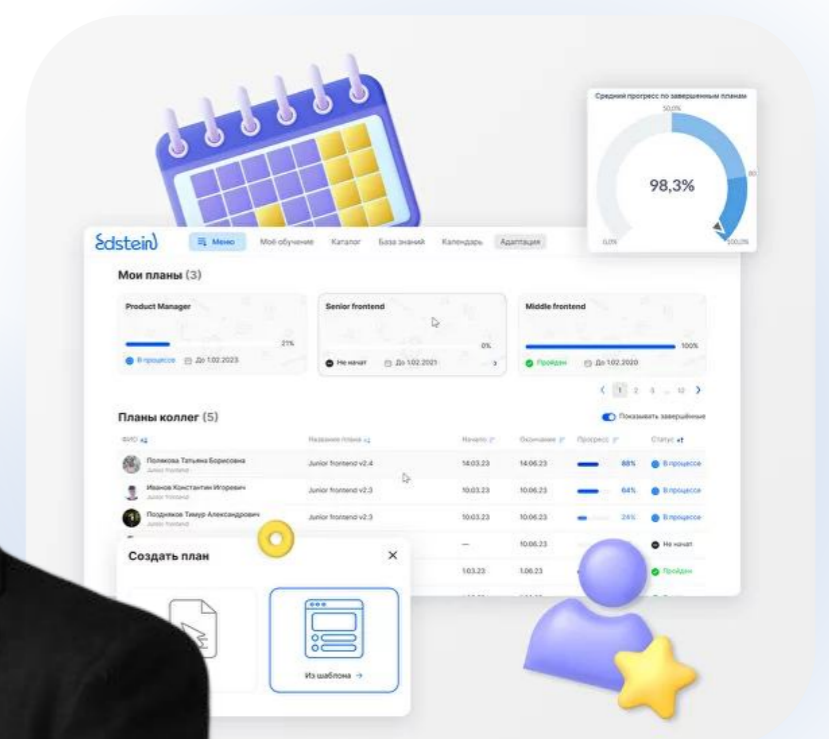 Средний прогресс по завершенным планам
50,0%
80
98,3%
0,0%
100,0%
Edstein
Меню Моё обучение Каталог База знаний Календарь Адаптация
Мои планы (3)
Product Manager
21%
В процессе До 1.02.2023
Senior frontend
0%
Не начат До 1.02.2021
Middle frontend
100%
Пройден До 1.02.2020
1 2 ... 12
Планы коллег (5)
Показывать завершённые
ФИО Название плана Начало Окончание Прогресс Статус
Полякова Татьяна Борисовна Junior frontend v2.4 14.03.23 14.06.23 88% В процессе
Junior frontend
Иванов Константин Игоревич Junior frontend v2.3 10.03.23 10.06.23 64% В процессе
Junior frontend
Поздняков Тимур Александрович Junior frontend v2.3 10.03.23 10.06.23 24% В процессе
Junior frontend
— 10.06.23 Не начат
1.03.23 1.06.23 Пройден
Создать план
Из шаблона